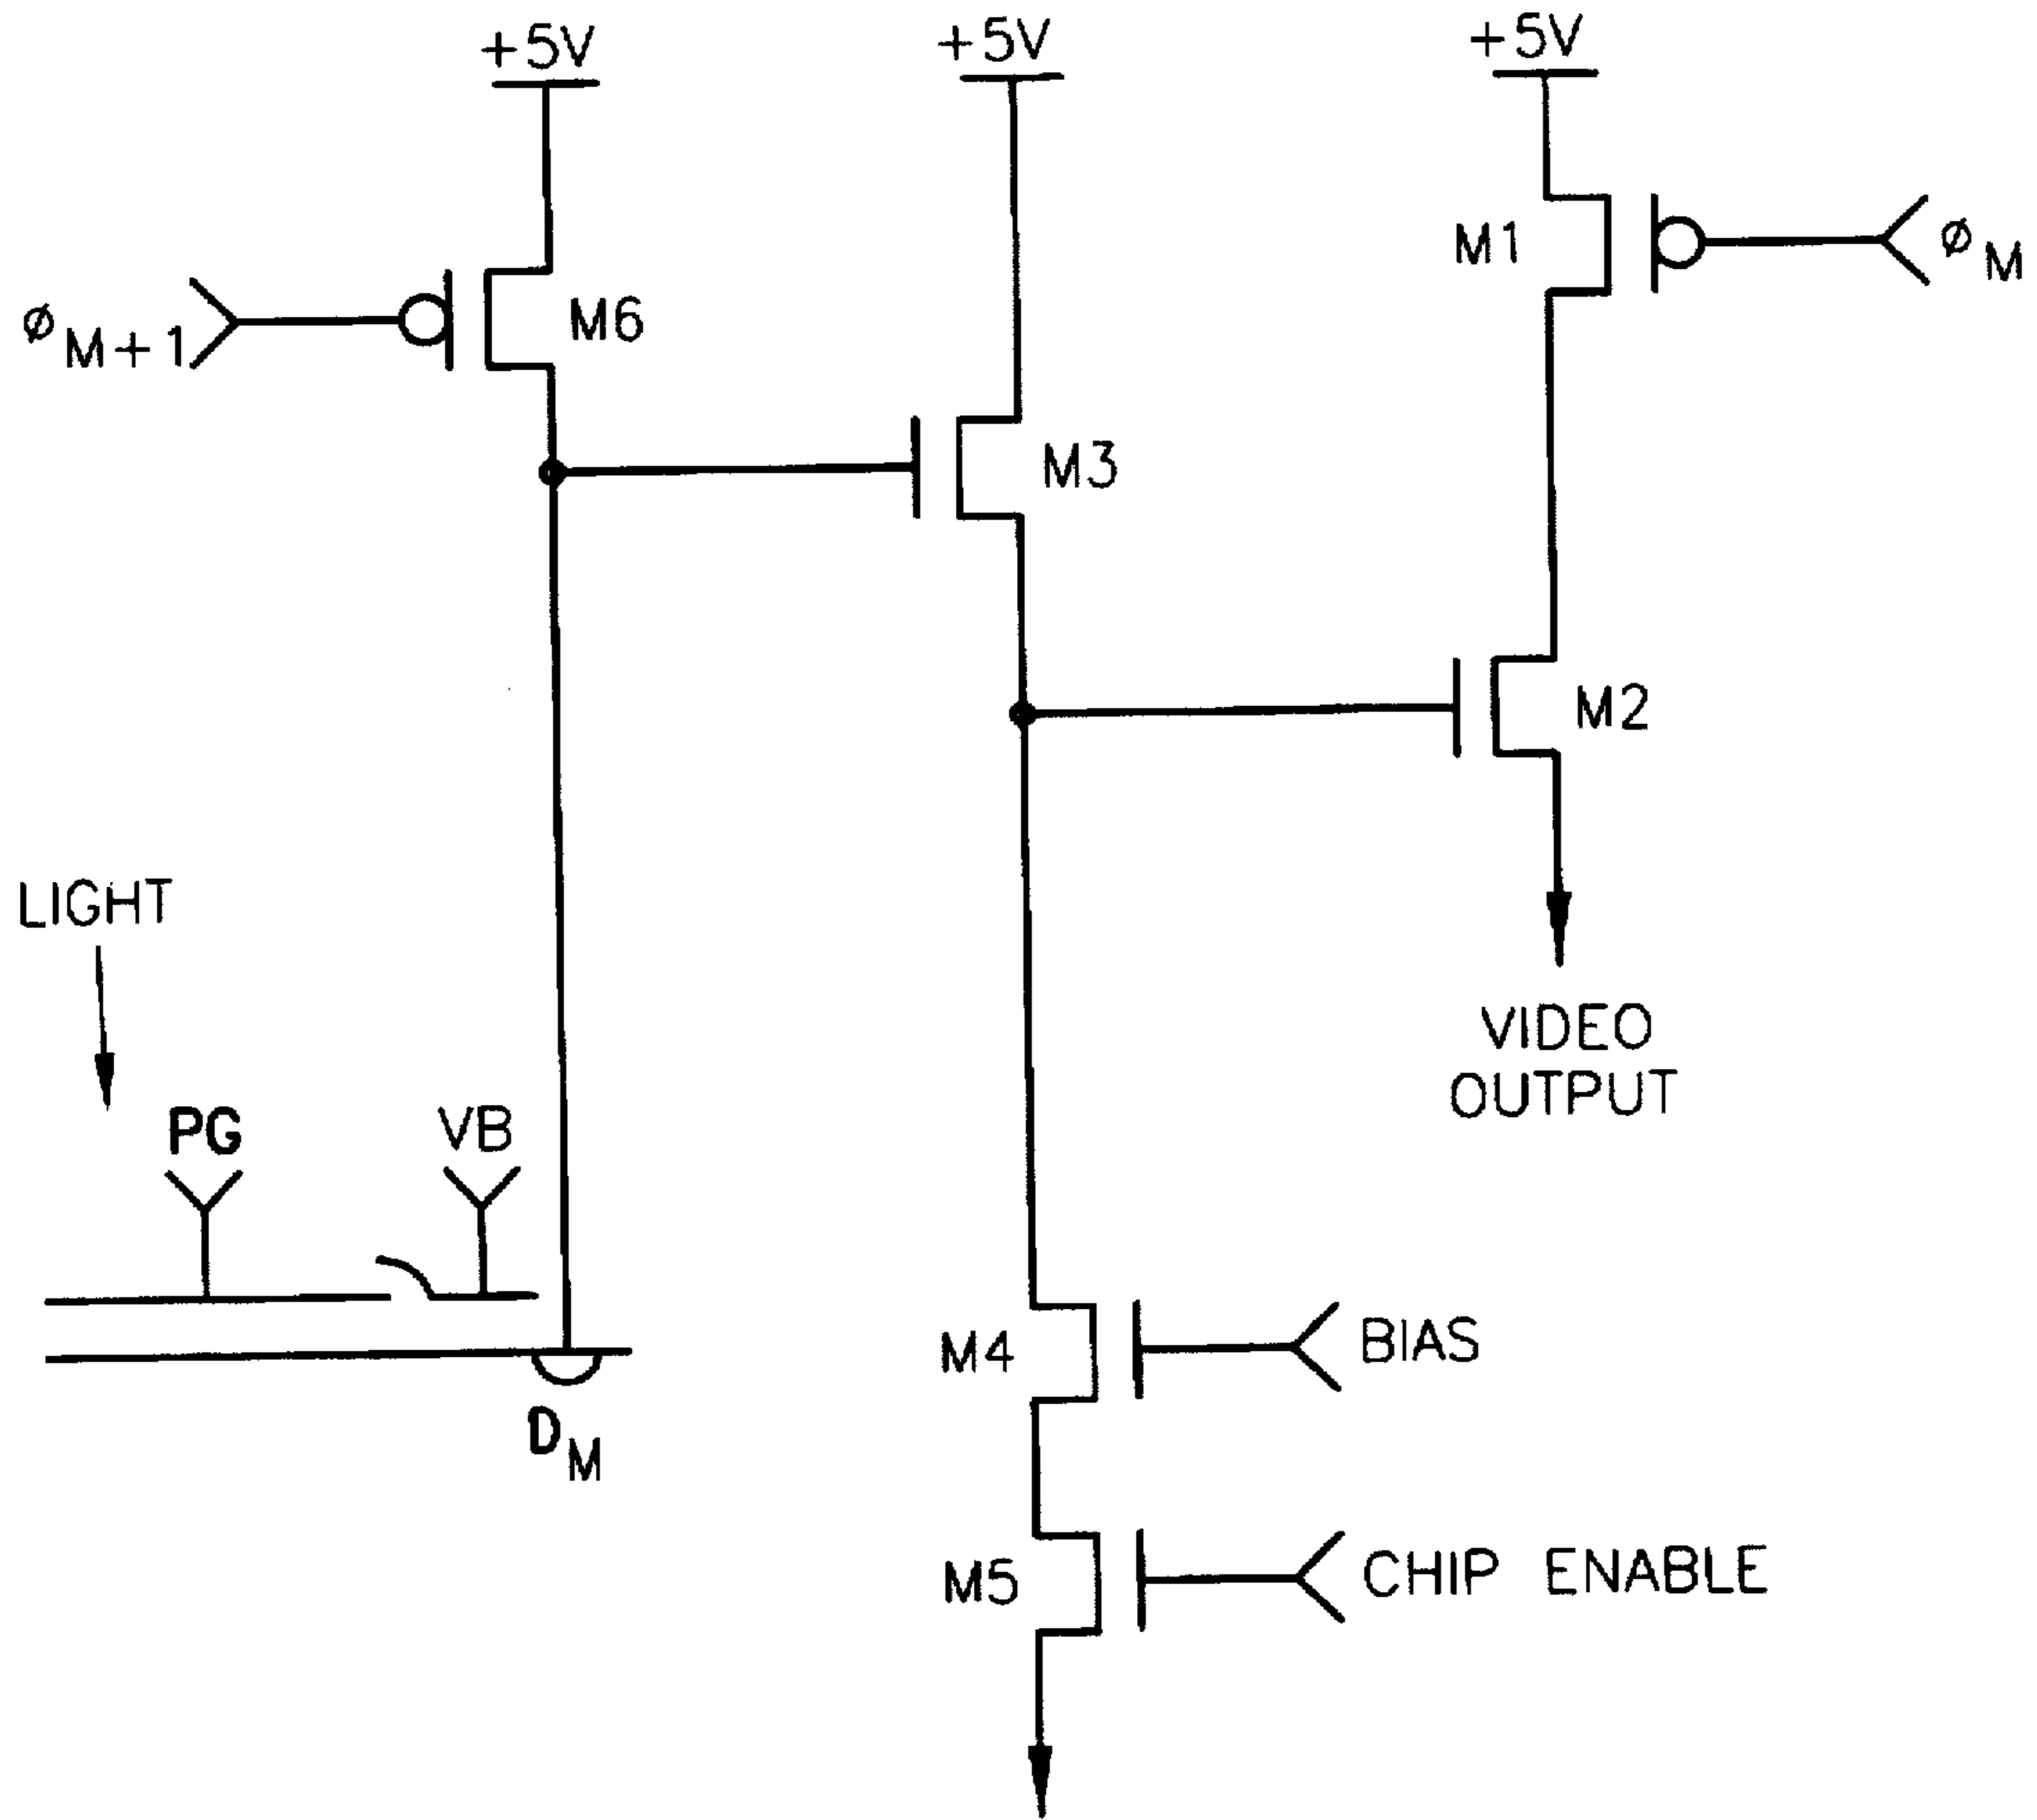 +5V
+5V
+5V
M1
øM
øM+1
M6
M3
M2
LIGHT
VIDEO
OUTPUT
PG
VB
M4
BIAS
DM
M5
CHIP ENABLE